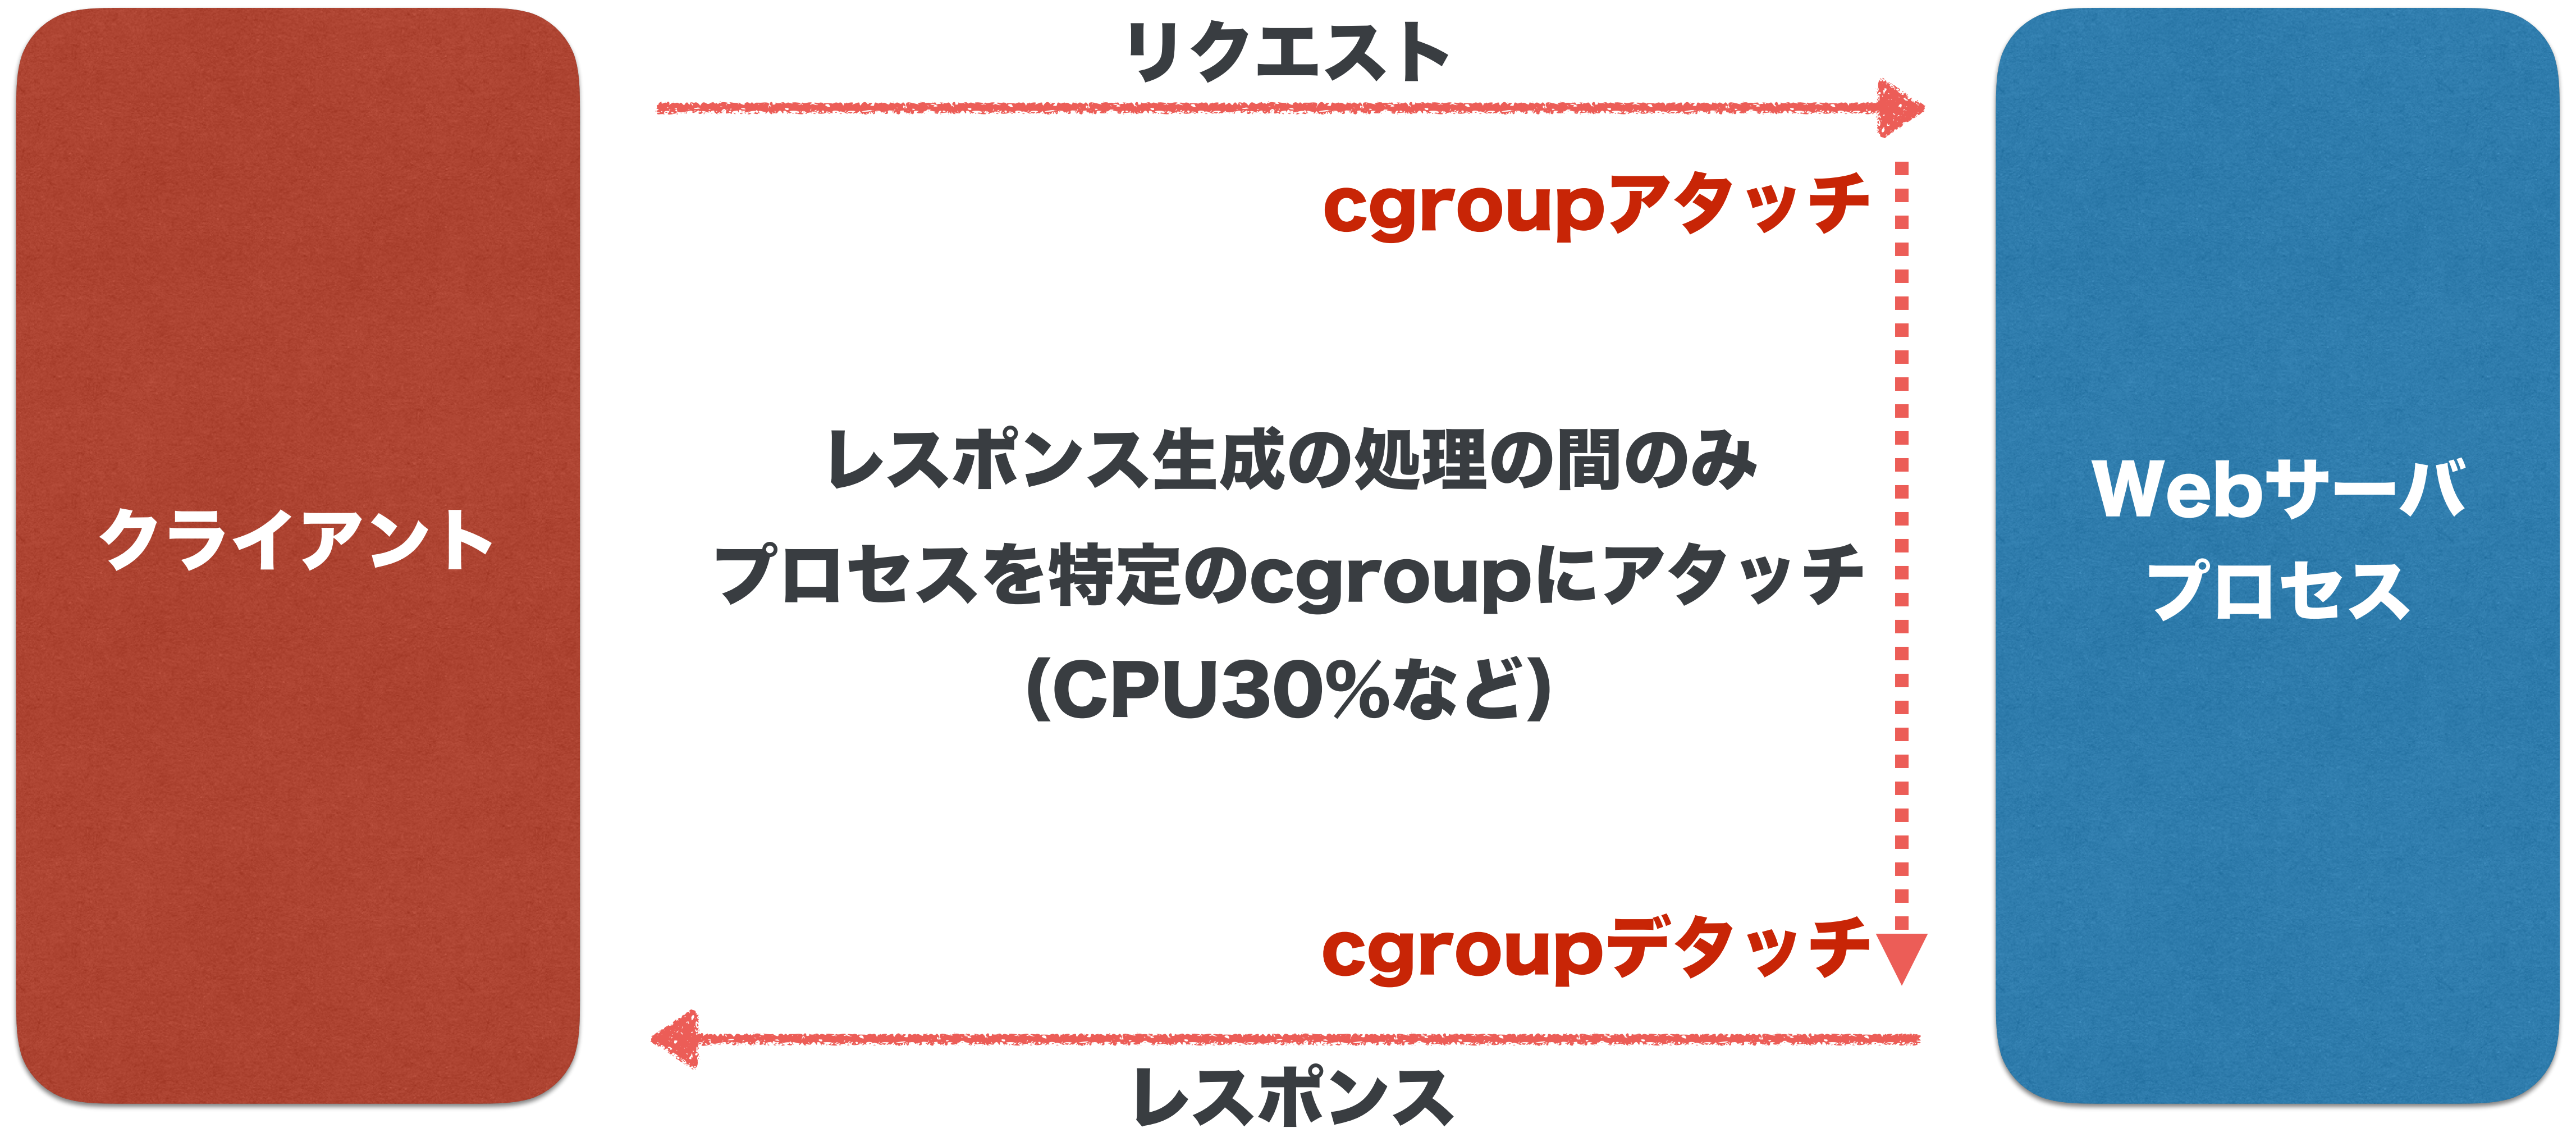 リクエスト
cgroupアタッチ
レスポンス生成の処理の間のみ
プロセスを特定のcgroupにアタッチ
（CPU30%など）
クライアント
Webサーバ
プロセス
cgroupデタッチ
レスポンス